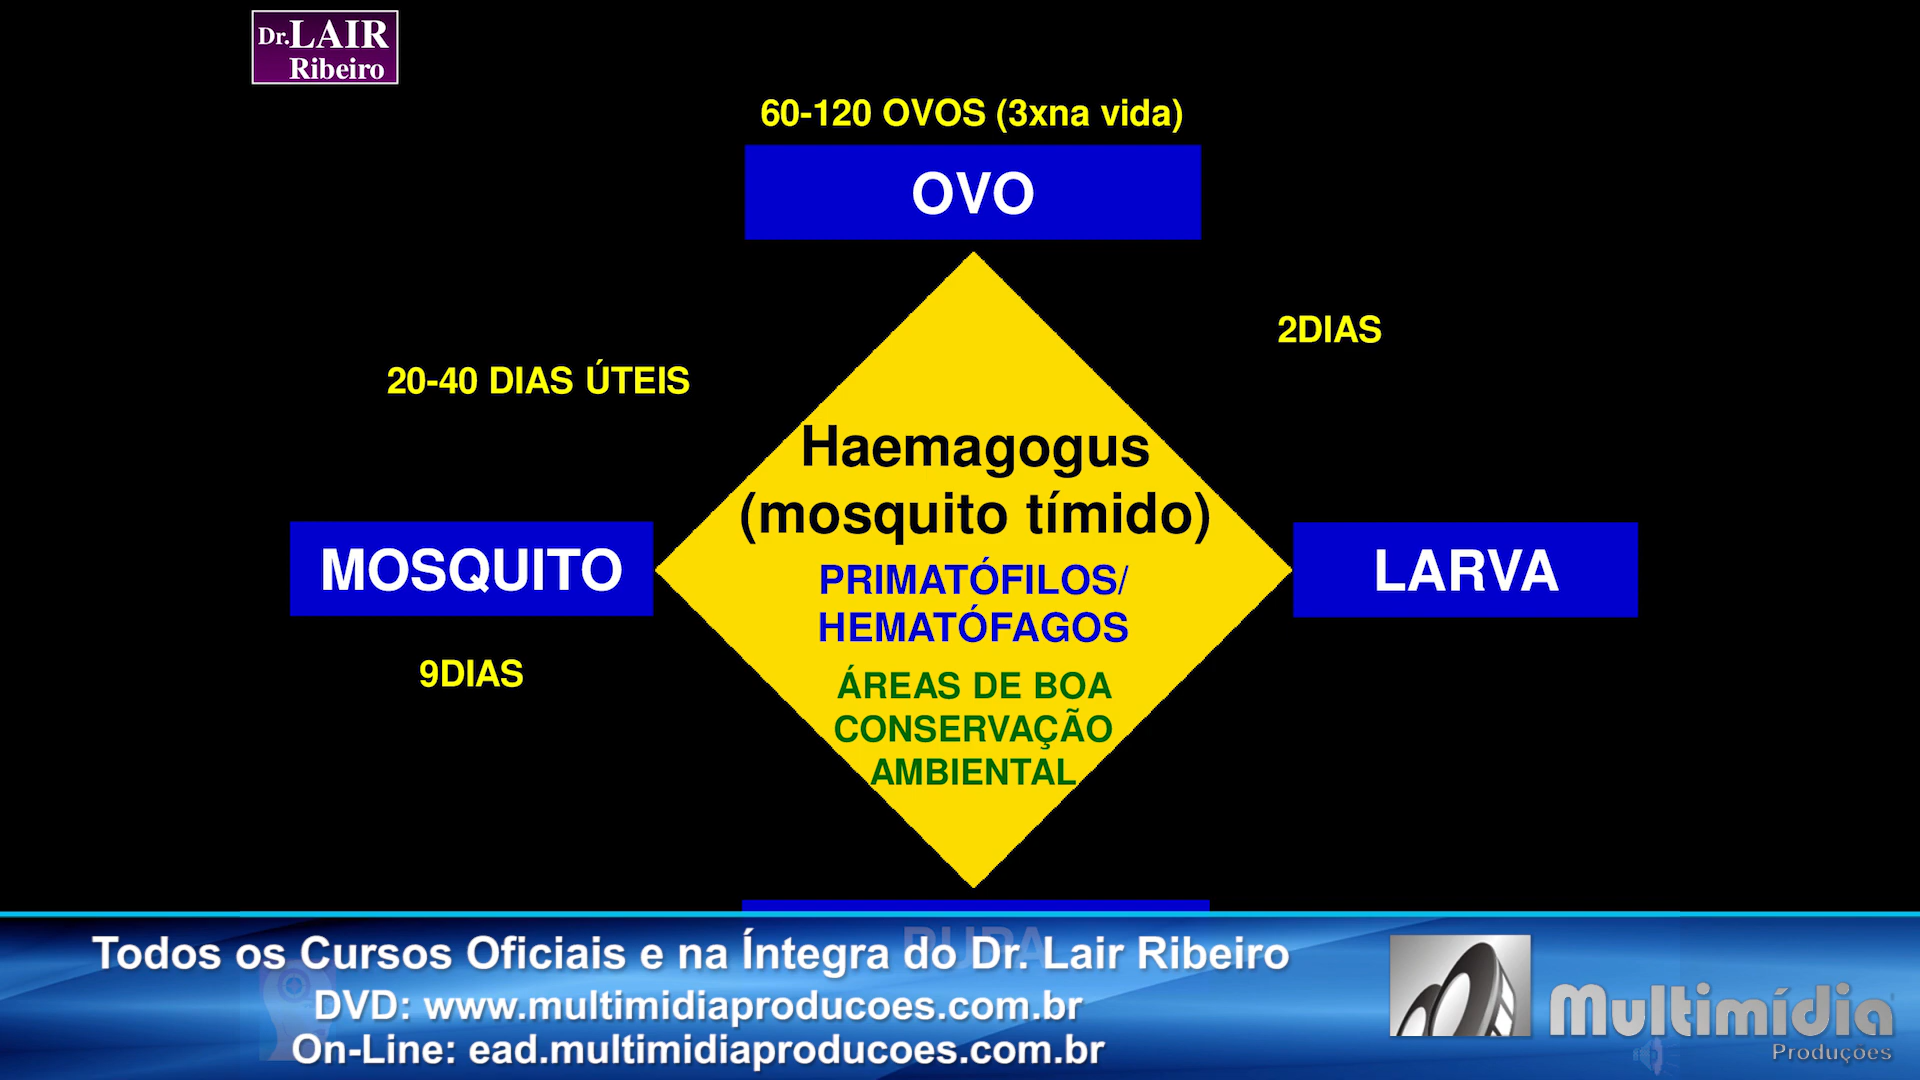 Dr.LAIR
Ribeiro
60-120 OVOS (3xna vida)
OVO
2DIAS
20-40 DIAS ÚTEIS
Haemagogus
(mosquito tímido)
MOSQUITO
LARVA
PRIMATÓFILOS/
HEMATÓFAGOS
9DIAS
ÁREAS DE BOA
CONSERVAÇÃO
AMBIENTAL
PUPA
Todos os Cursos Oficiais e na Íntegra do Dr. Lair Ribeiro
DVD: www.multimidiaproducoes.com.br
On-Line: ead.multimidiaproducoes.com.br
Multimídia
Produções